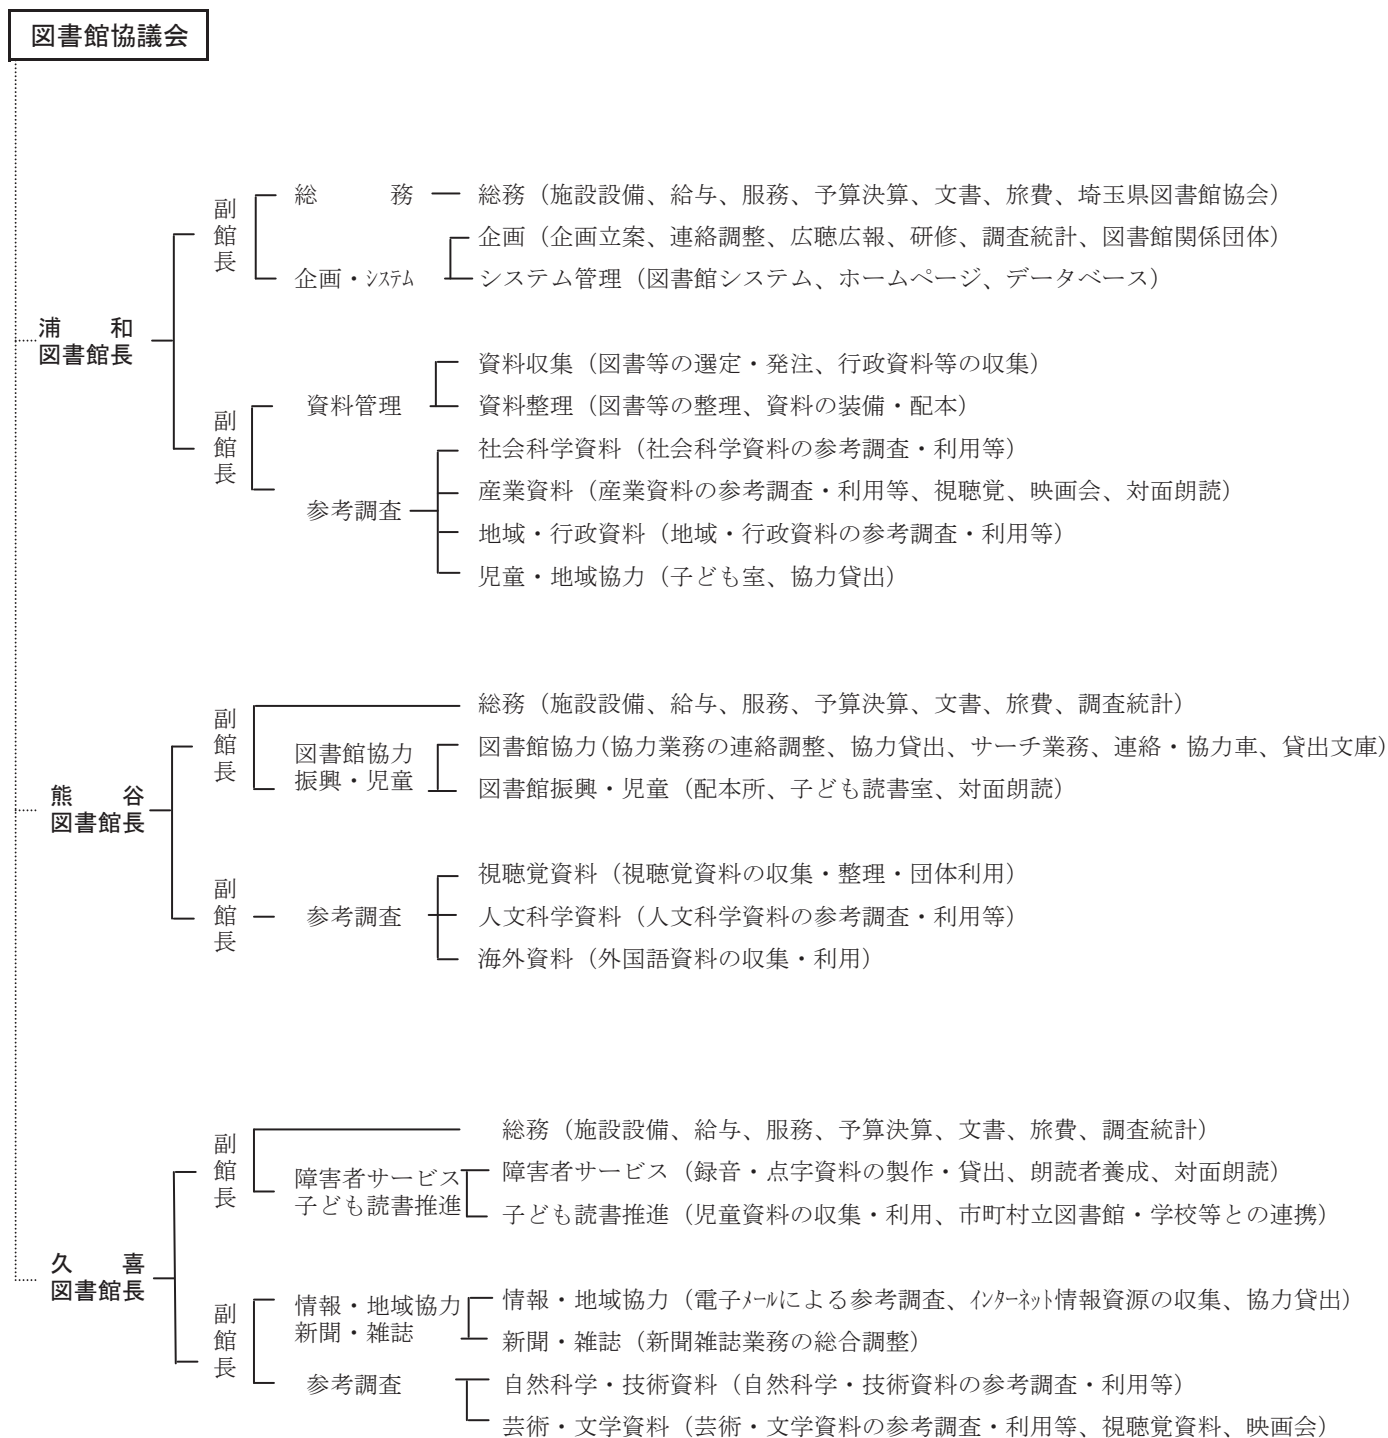 図書館協議会
副館長
総　　　務
総務（施設設備、給与、服務、予算決算、文書、旅費、埼玉県図書館協会）
企画・ｼｽﾃﾑ
企画（企画立案、連絡調整、広聴広報、研修、調査統計、図書館関係団体）
システム管理（図書館システム、ホームページ、データベース）
浦　　和
図書館長
副館長
資料管理
資料収集（図書等の選定・発注、行政資料等の収集）
資料整理（図書等の整理、資料の装備・配本）
参考調査
社会科学資料（社会科学資料の参考調査・利用等）
産業資料（産業資料の参考調査・利用等、視聴覚、映画会、対面朗読）
地域・行政資料（地域・行政資料の参考調査・利用等）
児童・地域協力（子ども室、協力貸出）
副館長
総務（施設設備、給与、服務、予算決算、文書、旅費、調査統計）
図書館協力
振興・児童
図書館協力(協力業務の連絡調整、協力貸出、サーチ業務、連絡・協力車、貸出文庫)
図書館振興・児童（配本所、子ども読書室、対面朗読）
熊　　谷
図書館長
副館長
参考調査
視聴覚資料（視聴覚資料の収集・整理・団体利用）
人文科学資料（人文科学資料の参考調査・利用等）
海外資料（外国語資料の収集・利用）
副館長
総務（施設設備、給与、服務、予算決算、文書、旅費、調査統計）
障害者サービス
子ども読書推進
障害者サービス（録音・点字資料の製作・貸出、朗読者養成、対面朗読）
子ども読書推進（児童資料の収集・利用、市町村立図書館・学校等との連携）
久　　喜
図書館長
副館長
情報・地域協力
新聞・雑誌
情報・地域協力（電子ﾒｰﾙによる参考調査、ｲﾝﾀｰﾈｯﾄ情報資源の収集、協力貸出）
新聞・雑誌（新聞雑誌業務の総合調整）
参考調査
自然科学・技術資料（自然科学・技術資料の参考調査・利用等）
芸術・文学資料（芸術・文学資料の参考調査・利用等、視聴覚資料、映画会）